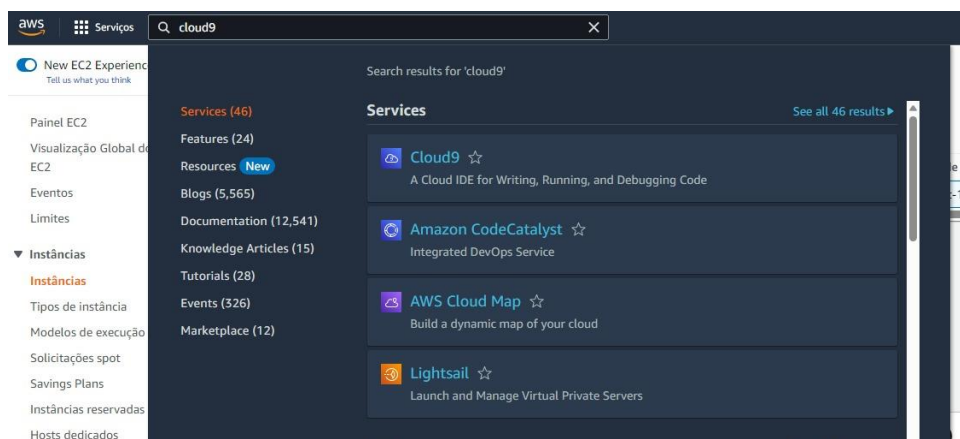 aws
Serviços
cloud9
New EC2 Experienc
Tell us what you think
Painel EC2
Visualização Global do
EC2
Eventos
Limites
Instâncias
Instâncias
Tipos de instância
Modelos de execução
Solicitações spot
Savings Plans
Instâncias reservadas
Hosts dedicados
Search results for 'cloud9'
Services (46)
Features (24)
Resources New
Blogs (5,565)
Documentation (12,541)
Knowledge Articles (15)
Tutorials (28)
Events (326)
Marketplace (12)
Services
See all 46 results
Cloud9
A Cloud IDE for Writing, Running, and Debugging Code
Amazon CodeCatalyst
Integrated DevOps Service
AWS Cloud Map
Build a dynamic map of your cloud
Lightsail
Launch and Manage Virtual Private Servers